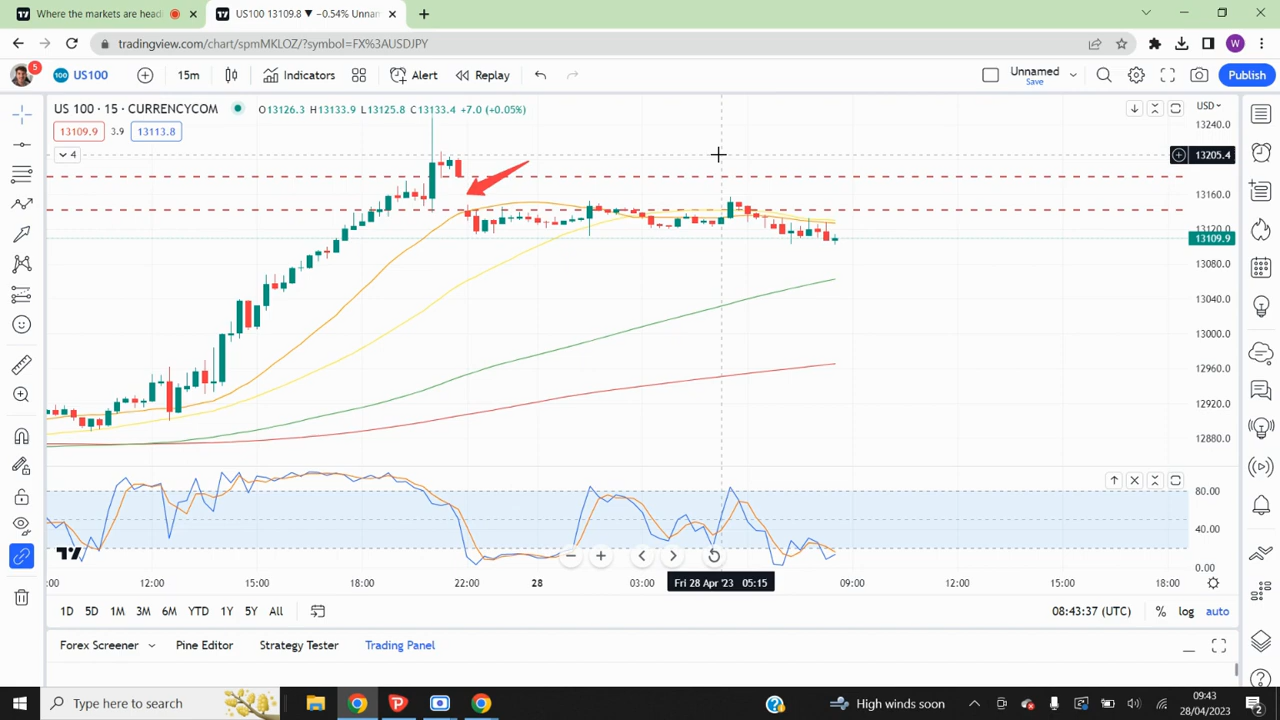 Where the markets are head
US100 13109.8 ▼ −0.54% Unnan
tradingview.com/chart/spmMKLOZ/?symbol=FX%3AUSDJPY
W
5
100
US100
15m
Indicators
Alert
Replay
Unnamed
Save
Publish
US 100 · 15 · CURRENCYCOM
O13126.3 H13133.9 L13125.8 C13133.4 +7.0 (+0.05%)
USD
13109.9
3.9
13113.8
4
13240.0
13205.4
13160.0
13120.0
13109.9
13080.0
13040.0
13000.0
12960.0
12920.0
12880.0
80.00
40.00
0.00
:00
12:00
15:00
22:00
28
03:00
Fri 28 Apr '23 05:15
09:00
12:00
15:00
18:00
1D 5D 1M 3M 6M YTD 1Y 5Y All
08:43:37 (UTC)
%
log
auto
Forex Screener
Pine Editor
Strategy Tester
Trading Panel
Type here to search
High winds soon
09:43
28/04/2023
2